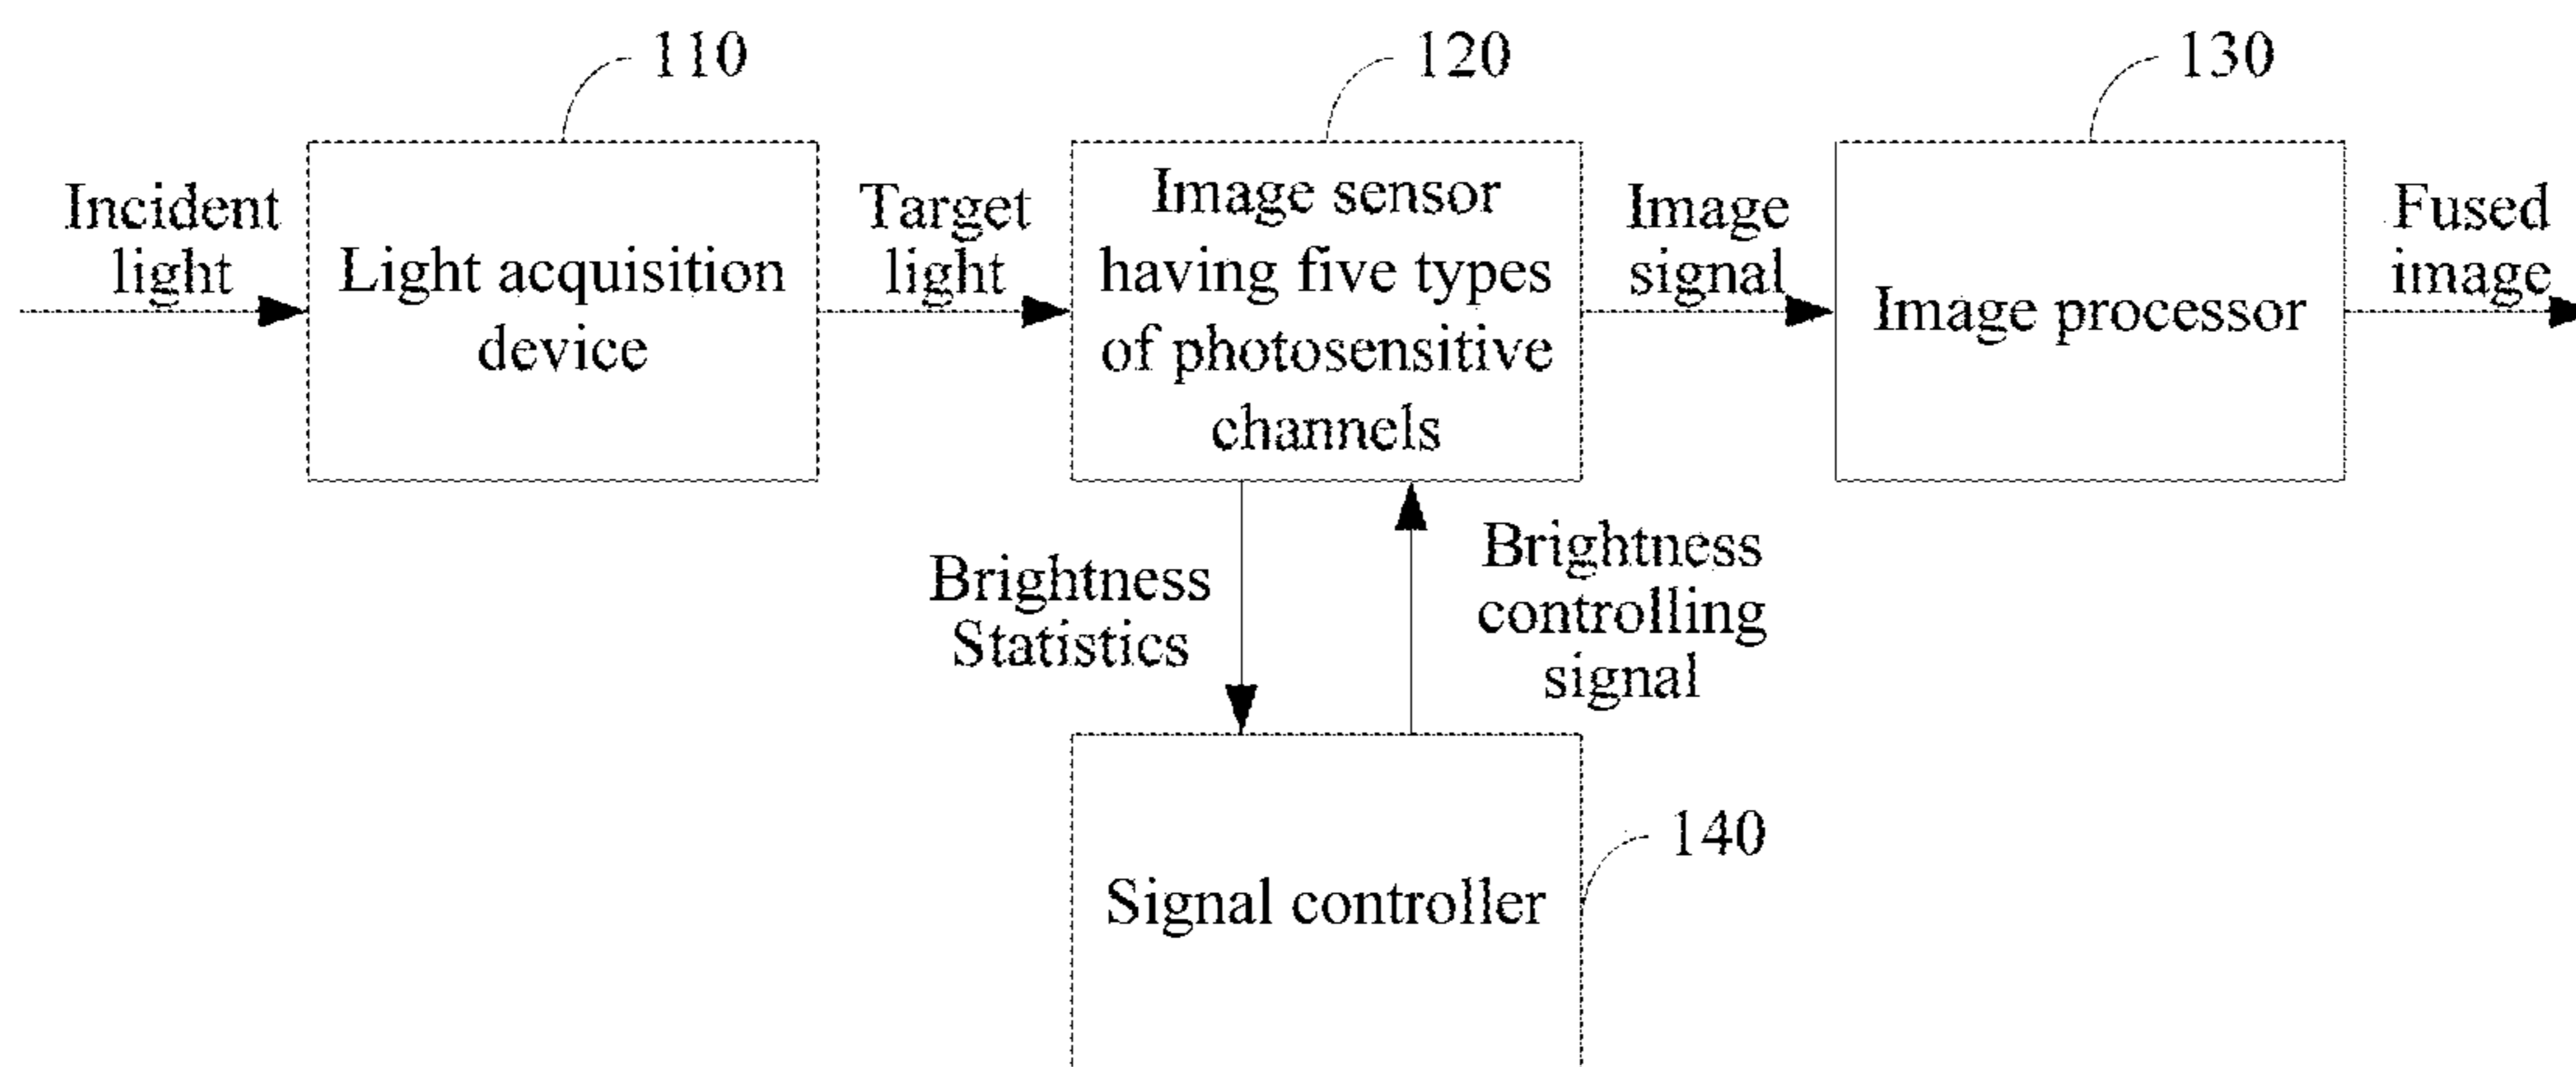 110
120
130
Incident
light
Light acquisition
device
Target
light
Image sensor
having five types
of photosensitive
channels
Image
signal
Image processor
Fused
image
Brightness
Statistics
Brightness
controlling
signal
140
Signal controller